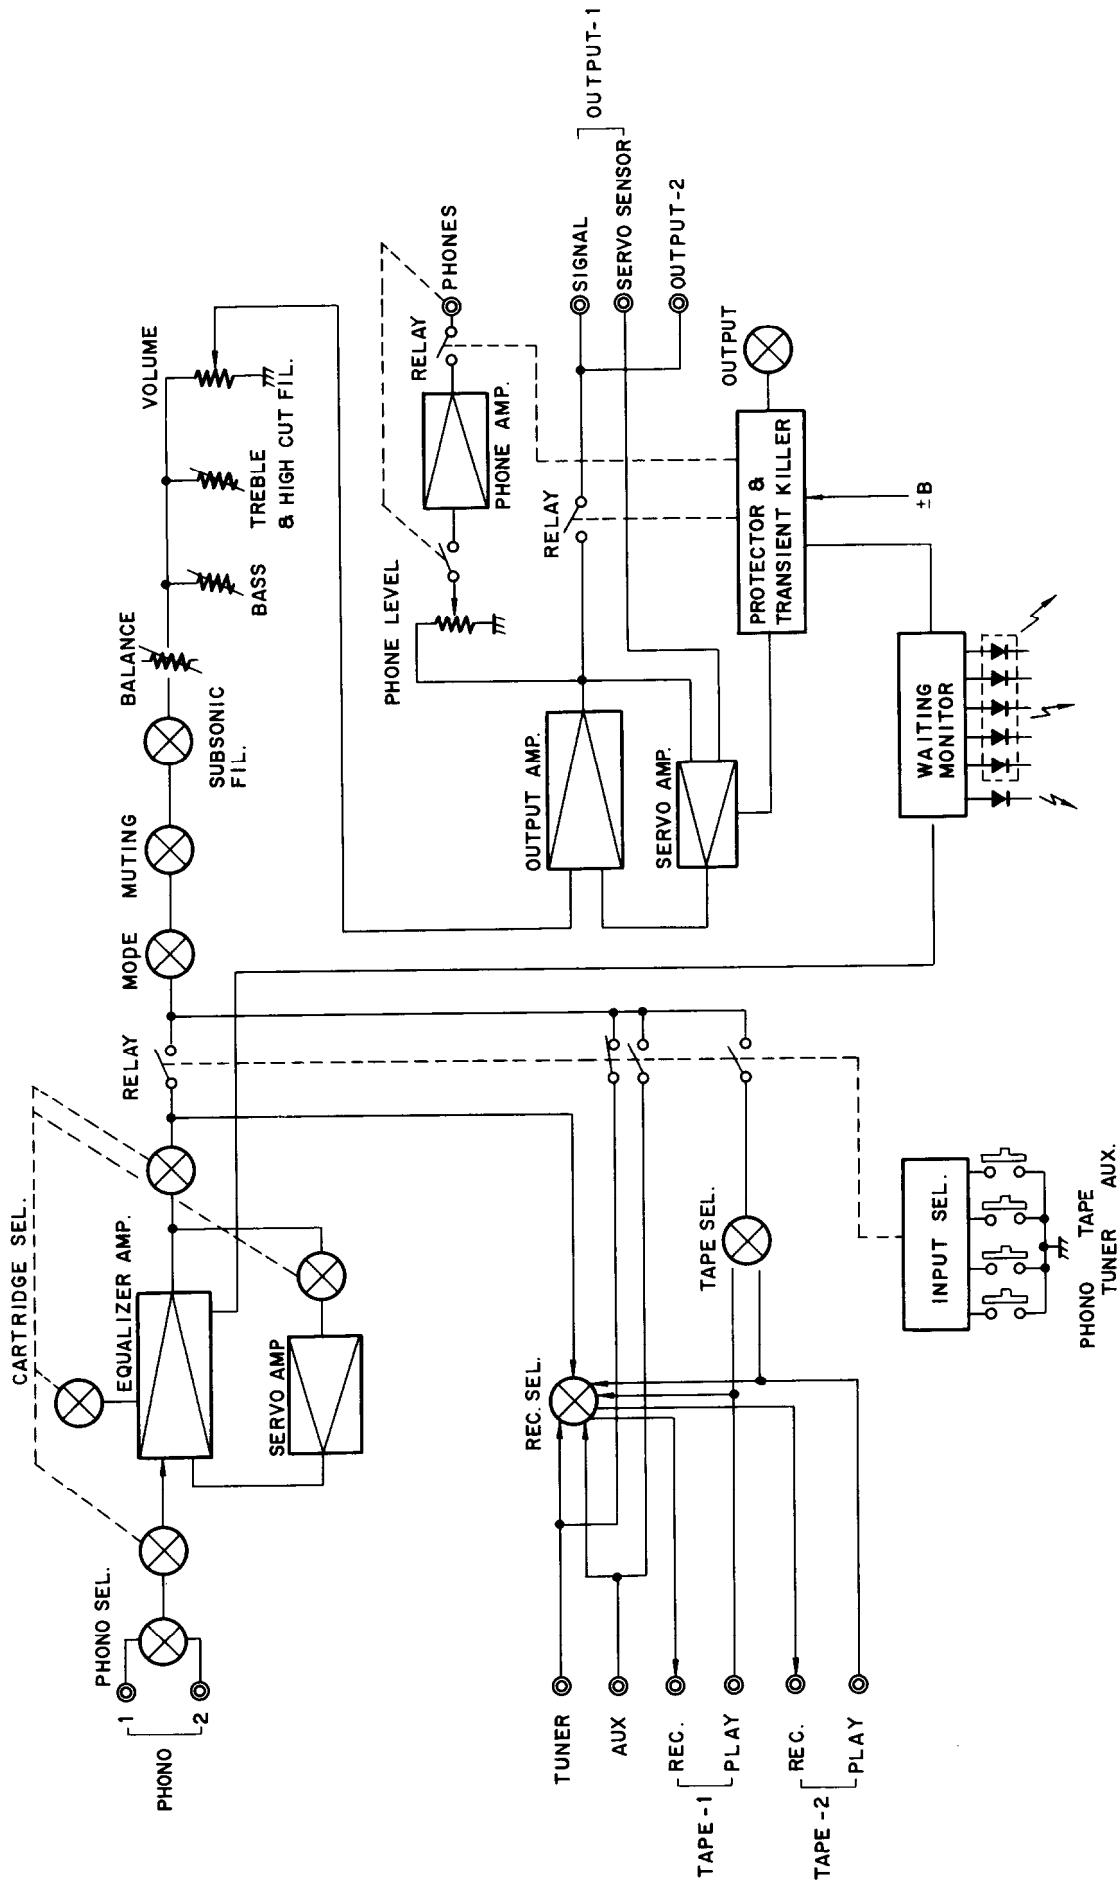 PHONO
1
2
PHONO SEL.
CARTRIDGE SEL.
EQUALIZER AMP.
SERVO AMP
RELAY
MODE
MUTING
SUBSONIC
FIL.
BALANCE
BASS
TREBLE
& HIGH CUT FIL.
VOLUME
PHONE LEVEL
PHONE AMP.
RELAY
PHONES
OUTPUT AMP.
SERVO AMP.
RELAY
SIGNAL
SERVO SENSOR
OUTPUT-1
OUTPUT-2
PROTECTOR &
TRANSIENT KILLER
OUTPUT
±B
WAITING
MONITOR
TUNER
AUX
REC.
PLAY
TAPE-1
REC.
PLAY
TAPE-2
REC. SEL.
TAPE SEL.
INPUT SEL.
PHONO
TUNER
TAPE
AUX.